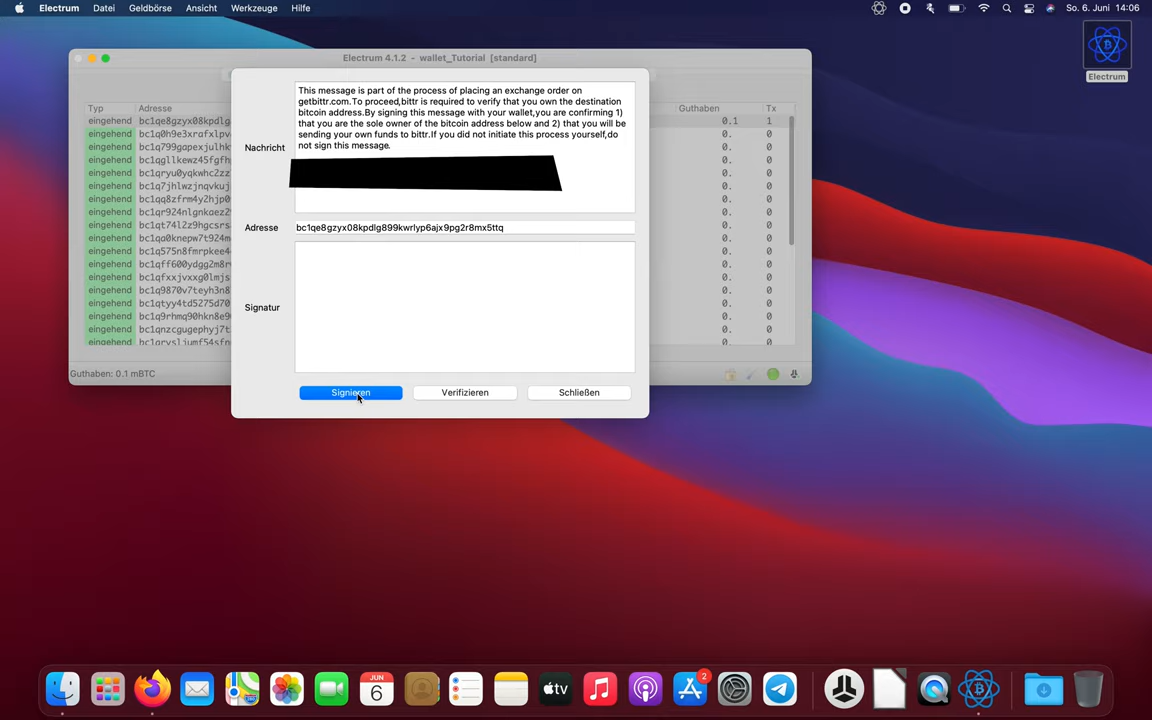 Electrum Datei Geldbörse Ansicht Werkzeuge Hilfe So. 6. Juni 14:06
Electrum
Electrum 4.1.2 - wallet_Tutorial [standard]
Typ Adresse Guthaben Tx
eingehend bc1qe8gzyx08kpdlg 0.1 1
eingehend bc1q0h9e3xrafxlpv 0. 0
eingehend bc1q799gapexjulhk 0. 0
eingehend bc1qgllkewz45fgfh 0. 0
eingehend bc1qryu0yqkwhc2zz 0. 0
eingehend bc1q7jhlwzjnqvkuj 0. 0
eingehend bc1qq8zfrm4y2hjp0 0. 0
eingehend bc1qr924nlgnkaez2 0. 0
eingehend bc1qt74l2z9hgcsrs 0. 0
eingehend bc1qa0knepw7t924m 0. 0
eingehend bc1q575n8fmrpkee4 0. 0
eingehend bc1qff600ydgg2m8r 0. 0
eingehend bc1qfxxjvxxg0lmjs 0. 0
eingehend bc1q9870v7teyh3n8 0. 0
eingehend bc1qtyy4td5275d70 0. 0
eingehend bc1q9rhmq90hkn8e9 0. 0
eingehend bc1qnzcgugephyj7t 0. 0
eingehend 0. 0
Guthaben: 0.1 mBTC
Nachricht
This message is part of the process of placing an exchange order on
getbittr.com.To proceed,bittr is required to verify that you own the destination
bitcoin address.By signing this message with your wallet,you are confirming 1)
that you are the sole owner of the bitcoin address below and 2) that you will be
sending your own funds to bittr.If you did not initiate this process yourself,do
not sign this message.
Adresse bc1qe8gzyx08kpdlg899kwrlyp6ajx9pg2r8mx5ttq
Signatur
Signieren Verifizieren Schließen
JUN
6
tv
2